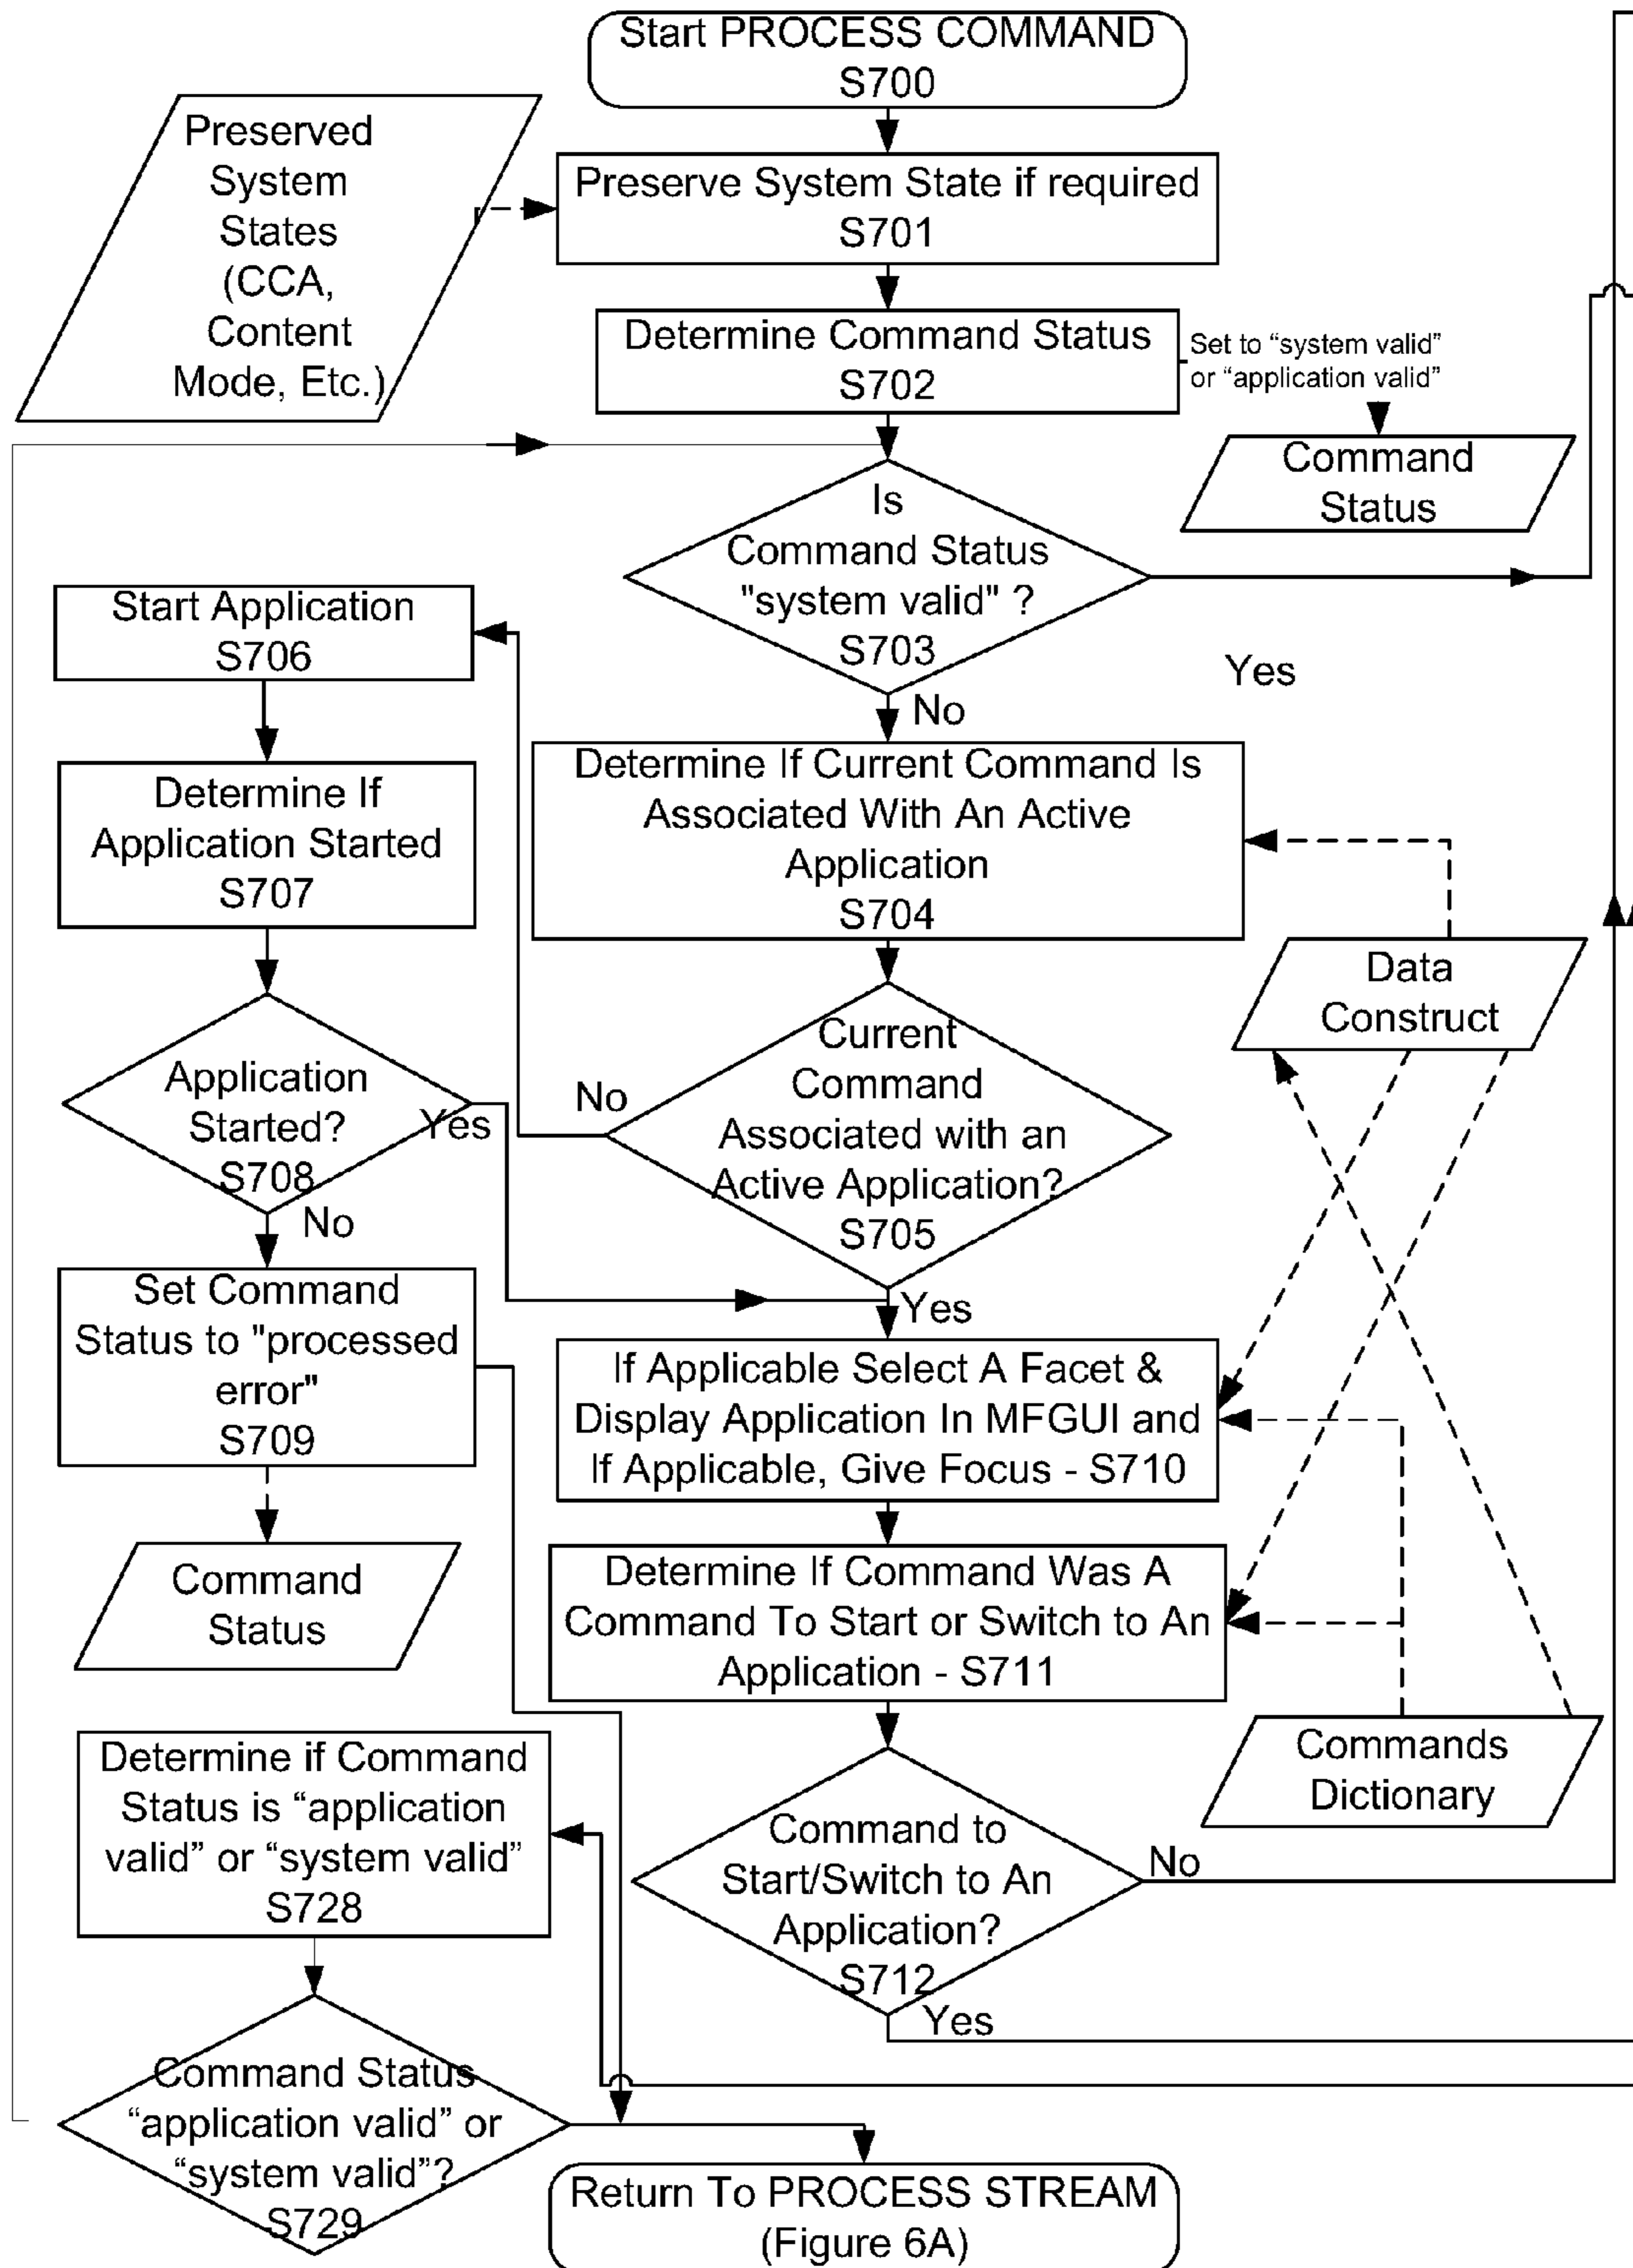 Start PROCESS COMMAND
S700
Preserved
System
States
(CCA,
Content
Mode, Etc.)
Preserve System State if required
S701
Determine Command Status
S702
Set to “system valid”
or “application valid”
Command
Status
Is
Command Status
"system valid" ?
S703
Yes
No
Start Application
S706
Determine If
Application Started
S707
Determine If Current Command Is
Associated With An Active
Application
S704
Data
Construct
Application
Started?
S708
Yes
No
No
Current
Command
Associated with an
Active Application?
S705
Yes
Set Command
Status to "processed
error"
S709
If Applicable Select A Facet &
Display Application In MFGUI and
If Applicable, Give Focus - S710
Command
Status
Determine If Command Was A
Command To Start or Switch to An
Application - S711
Commands
Dictionary
Determine if Command
Status is “application
valid” or “system valid”
S728
Command to
Start/Switch to An
Application?
S712
No
Yes
Command Status
“application valid” or
“system valid”?
S729
Return To PROCESS STREAM
(Figure 6A)